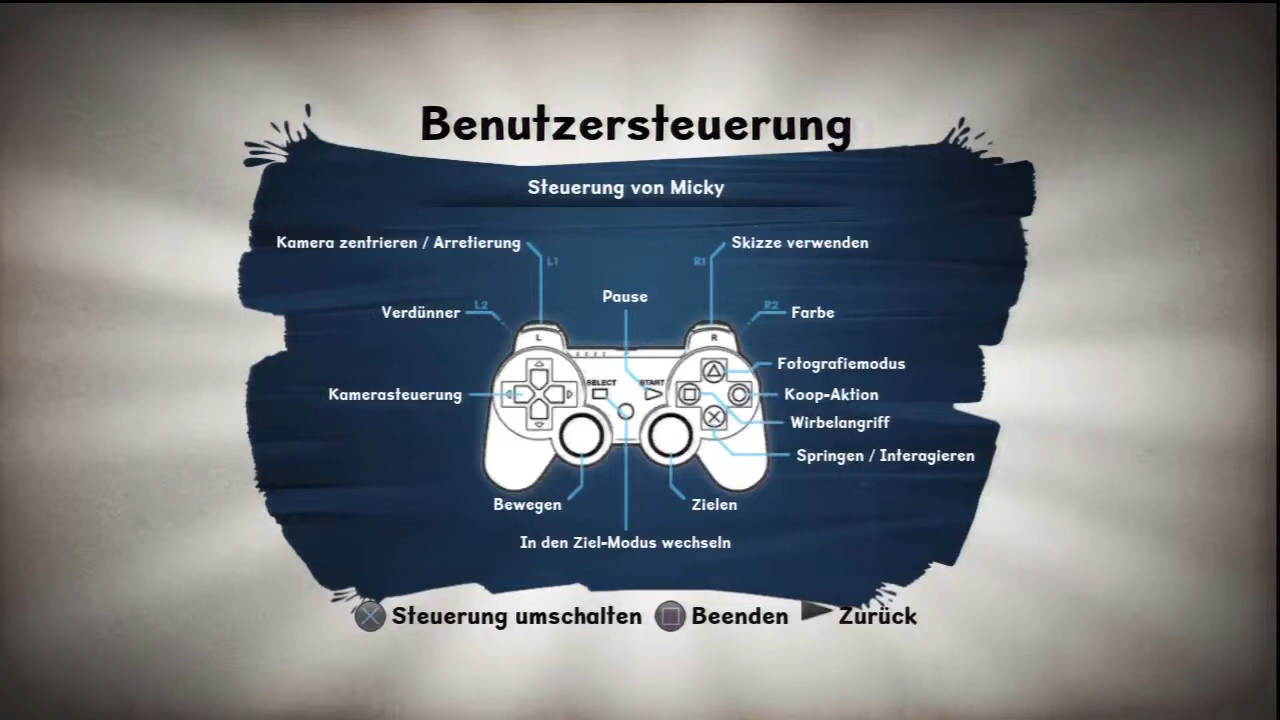 Benutzersteuerung
Steuerung von Micky
Kamera zentrieren / Arretierung
L1
R1
Skizze verwenden
Pause
Verdünner
L2
R2
Farbe
L
R
Fotografiemodus
SELECT
START
Kamerasteuerung
Koop-Aktion
Wirbelangriff
Springen / Interagieren
Bewegen
Zielen
In den Ziel-Modus wechseln
Steuerung umschalten
Beenden
Zurück